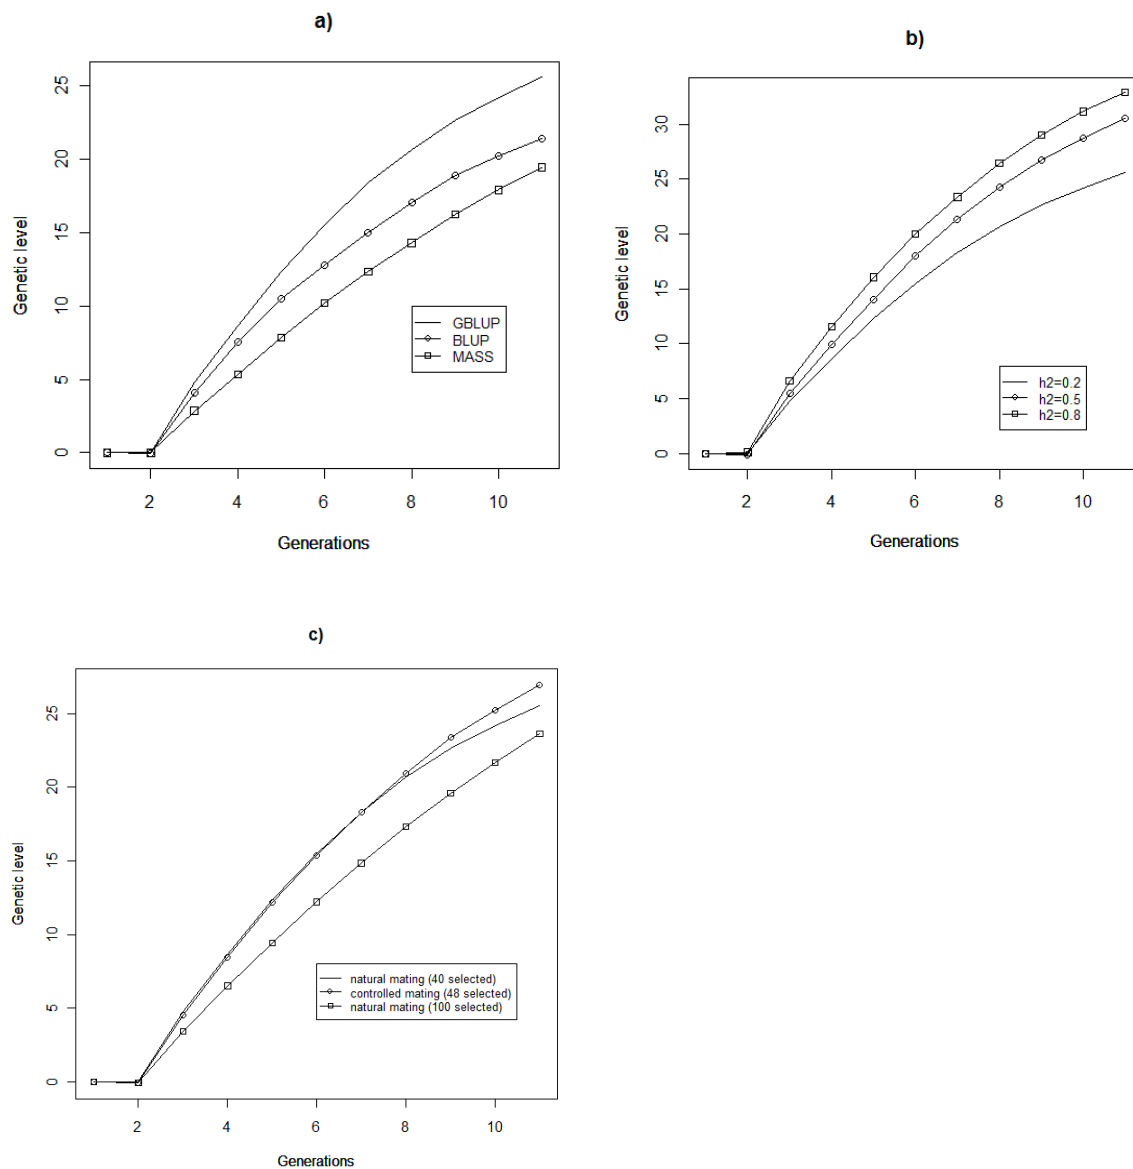 a)
Genetic level
25
20
15
10
5
0
GBLUP
BLUP
MASS
2
4
6
8
10
Generations
b)
Genetic level
30
25
20
15
10
5
0
h2=0.2
h2=0.5
h2=0.8
2
4
6
8
10
Generations
c)
Genetic level
25
20
15
10
5
0
natural mating (40 selected)
controlled mating (48 selected)
natural mating (100 selected)
2
4
6
8
10
Generations